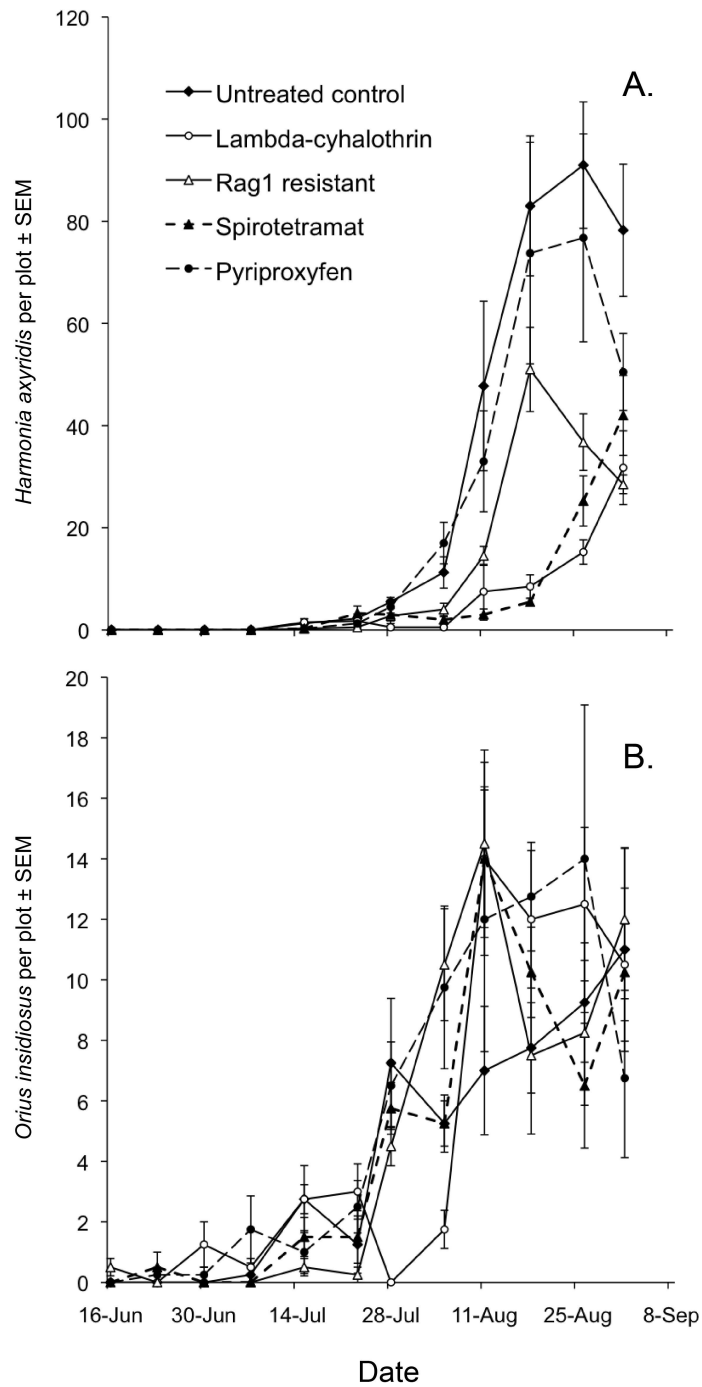 120
100
80
60
40
20
0
Harmonia axyridis per plot ± SEM
A.
Untreated control
Lambda-cyhalothrin
Rag1 resistant
Spirotetramat
Pyriproxyfen
20
18
16
14
12
10
8
6
4
2
0
Orius insidiosus per plot ± SEM
B.
16-Jun 30-Jun 14-Jul 28-Jul 11-Aug 25-Aug 8-Sep
Date